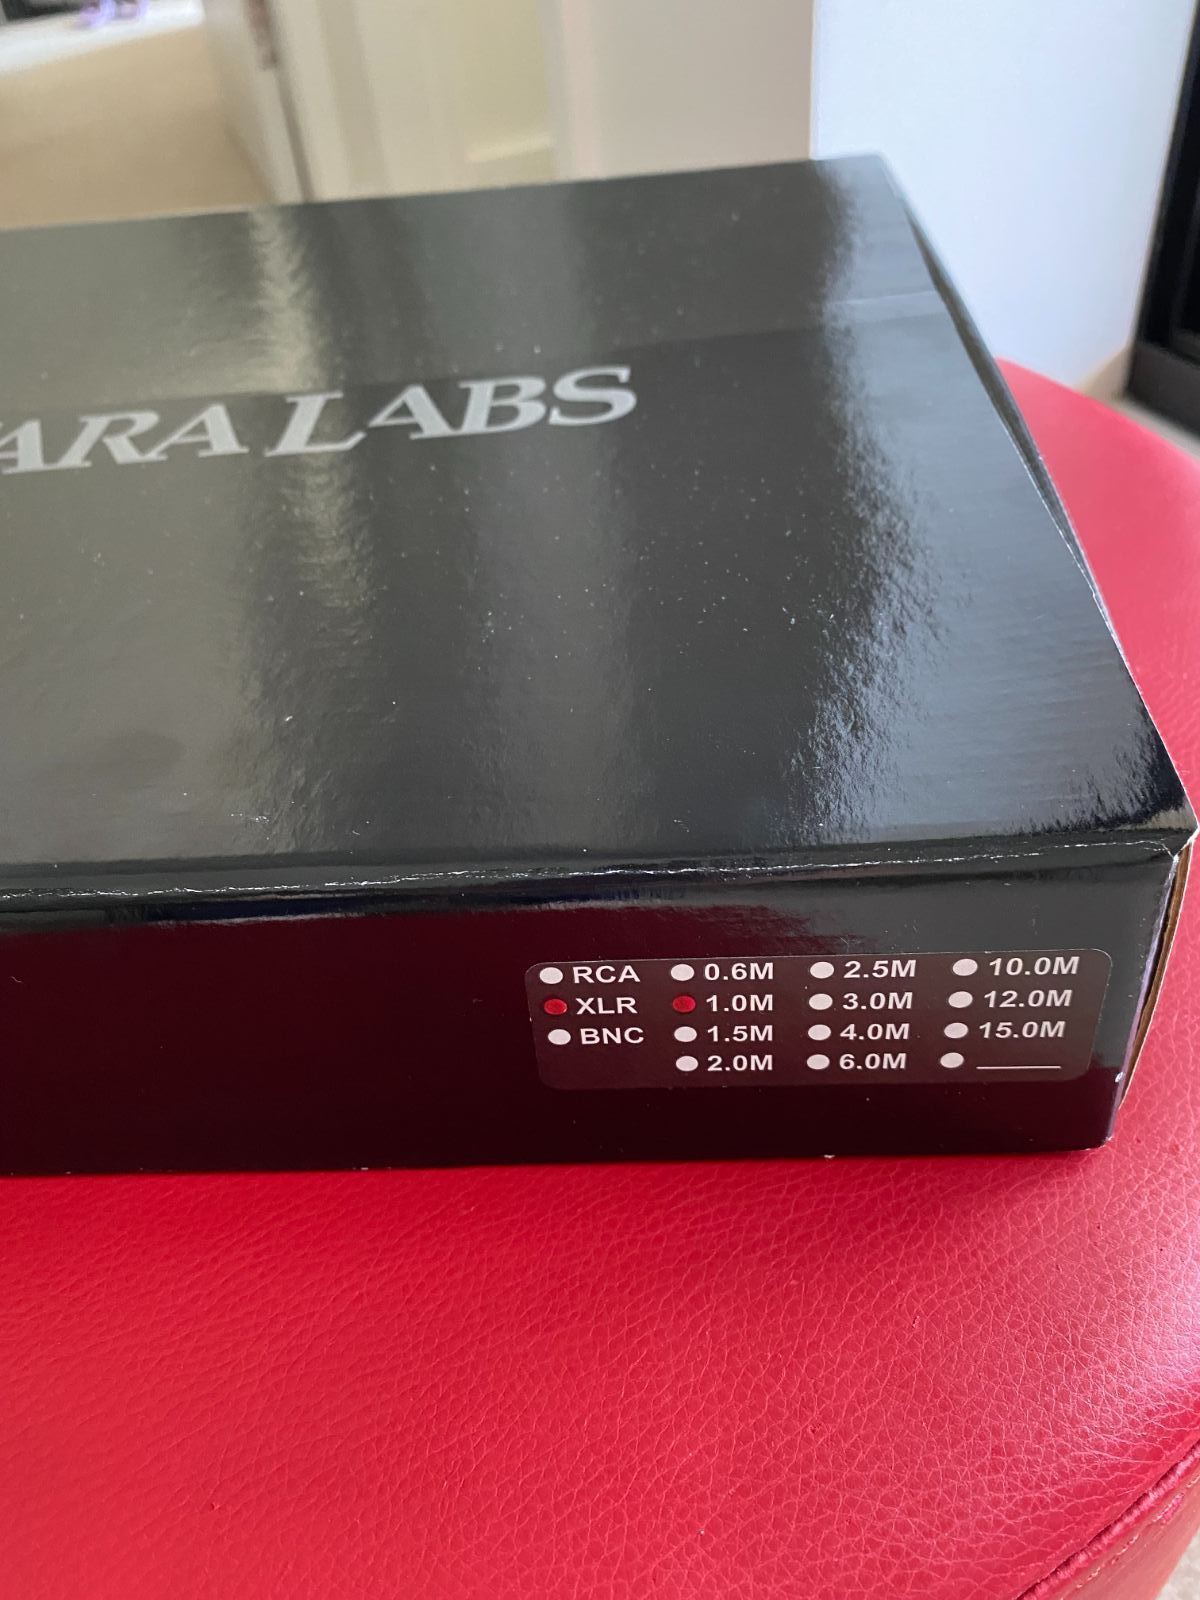 ARA LABS
RCA 0.6M 2.5M 10.0M
XLR 1.0M 3.0M 12.0M
BNC 1.5M 4.0M 15.0M
2.0M 6.0M